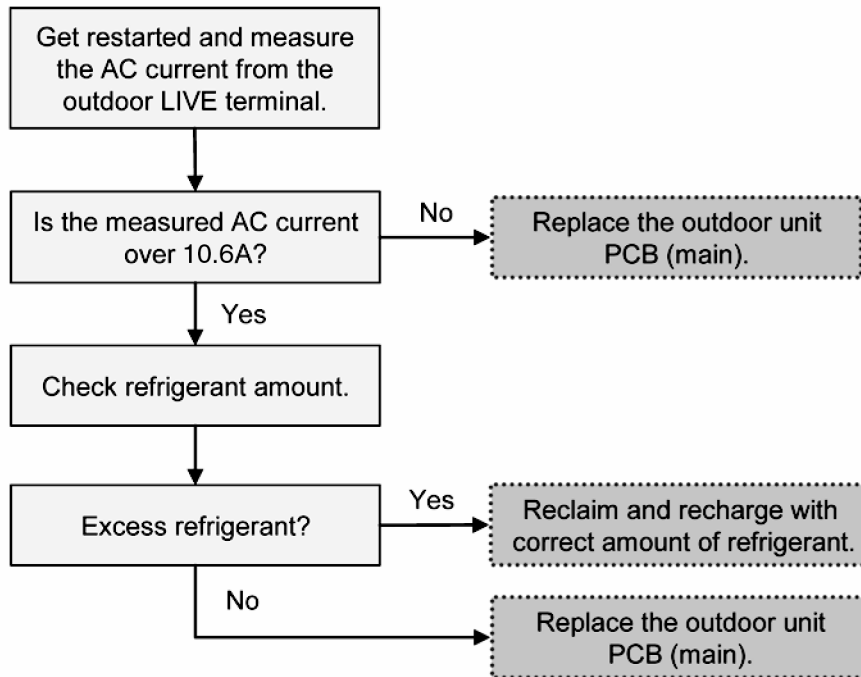 Get restarted and measure
the AC current from the
outdoor LIVE terminal.
Is the measured AC current
over 10.6A?
No
Replace the outdoor unit
PCB (main).
Yes
Check refrigerant amount.
Excess refrigerant?
Yes
Reclaim and recharge with
correct amount of refrigerant.
No
Replace the outdoor unit
PCB (main).